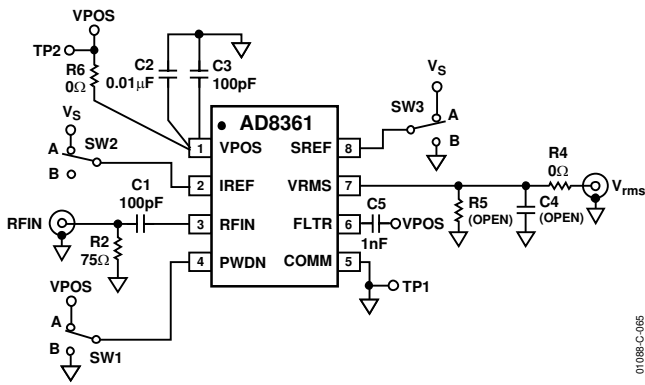 VPOS
TP2
R6
0Ω
C2
0.01µF
C3
100pF
VS
SW2
A
B
AD8361
1 VPOS
2 IREF
3 RFIN
4 PWDN
SREF 8
VRMS 7
FLTR 6
COMM 5
VS
SW3
A
B
R4
0Ω
Vrms
C1
100pF
RFIN
R2
75Ω
C5
1nF
VPOS
R5
(OPEN)
C4
(OPEN)
TP1
VPOS
A
B
SW1
01088-C-065